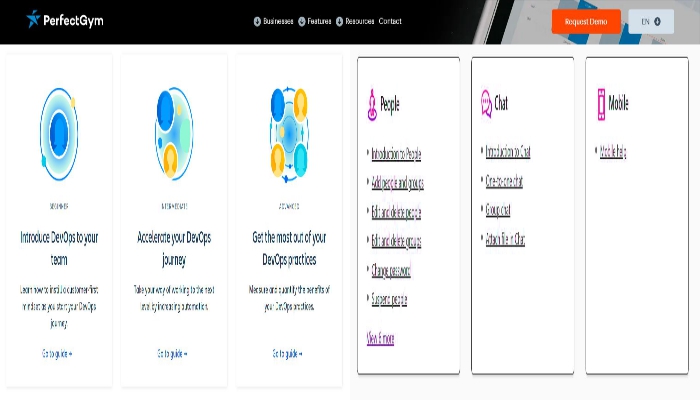 PerfectGym
Businesses
Features
Resources
Contact
Request Demo
EN
BEGINNER
Introduce DevOps to your
team
Learn how to instill a customer-first
mindset as you start your DevOps
journey.
Go to guide →
INTERMEDIATE
Accelerate your DevOps
journey
Take your way of working to the next
level by increasing automation.
Go to guide →
ADVANCED
Get the most out of your
DevOps practices
Measure and quantify the benefits of
your DevOps practices.
Go to guide →
People
Introduction to People
Add people and groups
Edit and delete people
Edit and delete groups
Change password
Suspend people
View 6 more
Chat
Introduction to Chat
One-to-one chat
Group chat
Attach file in Chat
Mobile
Mobile help